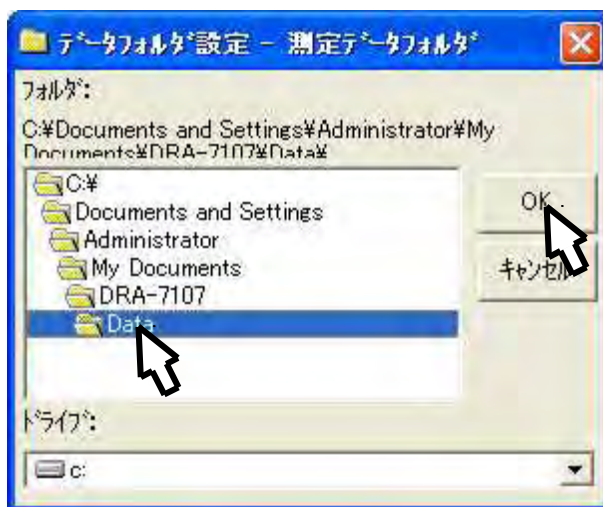 ﾃﾞｰﾀﾌｫﾙﾀﾞ設定 - 測定ﾃﾞｰﾀﾌｫﾙﾀﾞ
ﾌｫﾙﾀﾞ:
C:¥Documents and Settings¥Administrator¥My
Documents¥DRA-7107¥Data¥
C:¥
Documents and Settings
Administrator
My Documents
DRA-7107
Data
OK
ｷｬﾝｾﾙ
ﾄﾞﾗｲﾌﾞ:
c: